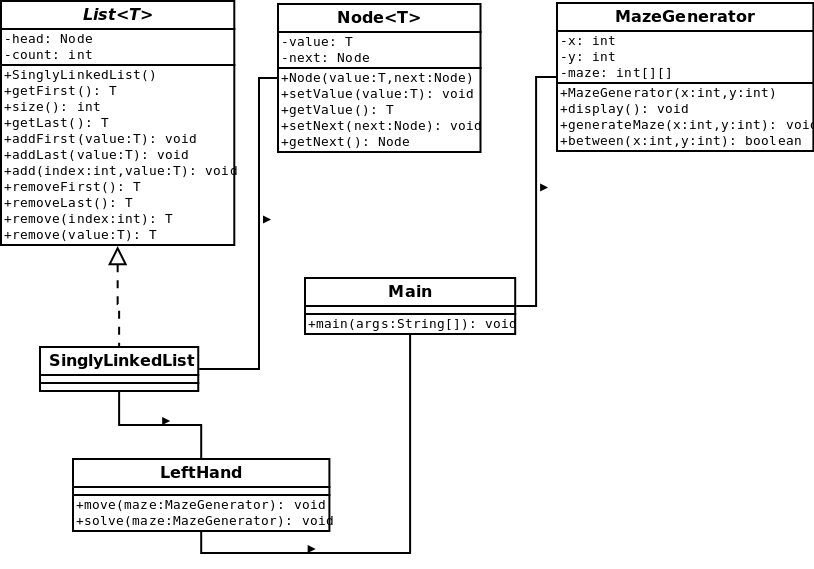 List<T>
-head: Node
-count: int
+SinglyLinkedList()
+getFirst(): T
+size(): int
+getLast(): T
+addFirst(value:T): void
+addLast(value:T): void
+add(index:int,value:T): void
+removeFirst(): T
+removeLast(): T
+remove(index:int): T
+remove(value:T): T
Node<T>
-value: T
-next: Node
+Node(value:T,next:Node)
+setValue(value:T): void
+getValue(): T
+setNext(next:Node): void
+getNext(): Node
MazeGenerator
-x: int
-y: int
-maze: int[][]
+MazeGenerator(x:int,y:int)
+display(): void
+generateMaze(x:int,y:int): void
+between(x:int,y:int): boolean
Main
+main(args:String[]): void
SinglyLinkedList
LeftHand
+move(maze:MazeGenerator): void
+solve(maze:MazeGenerator): void